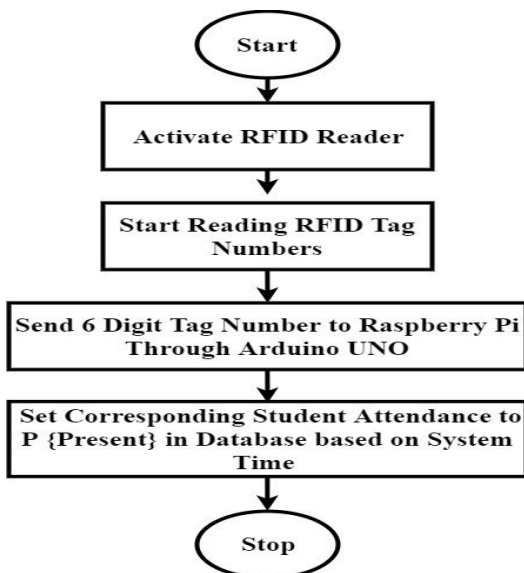 Start
Activate RFID Reader
Start Reading RFID Tag
Numbers
Send 6 Digit Tag Number to Raspberry Pi
Through Arduino UNO
Set Corresponding Student Attendance to
P {Present} in Database based on System
Time
Stop